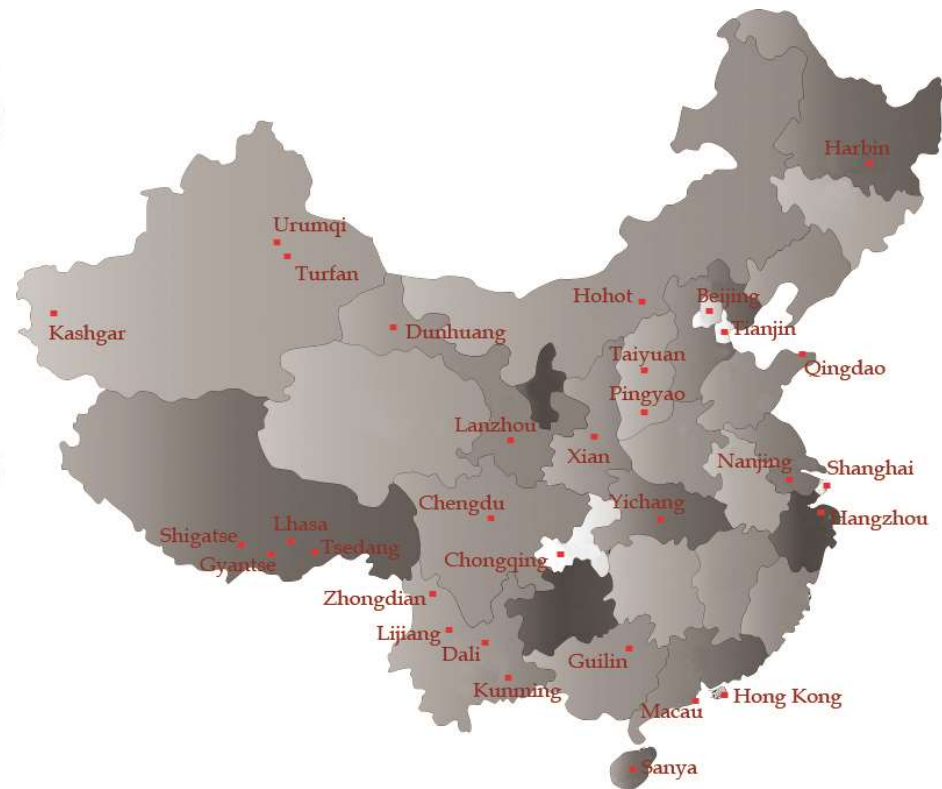 Harbin
Urumqi
Turfan
Hohot
Beijing
Kashgar
Dunhuang
Tianjin
Taiyuan
Qingdao
Pingyao
Lanzhou
Xian
Nanjing
Shanghai
Chengdu
Yichang
Hangzhou
Shigatse
Lhasa
Tsedang
Gyantse
Chongqing
Zhongdian
Lijiang
Dali
Guilin
Kunming
Macau
Hong Kong
Sanya